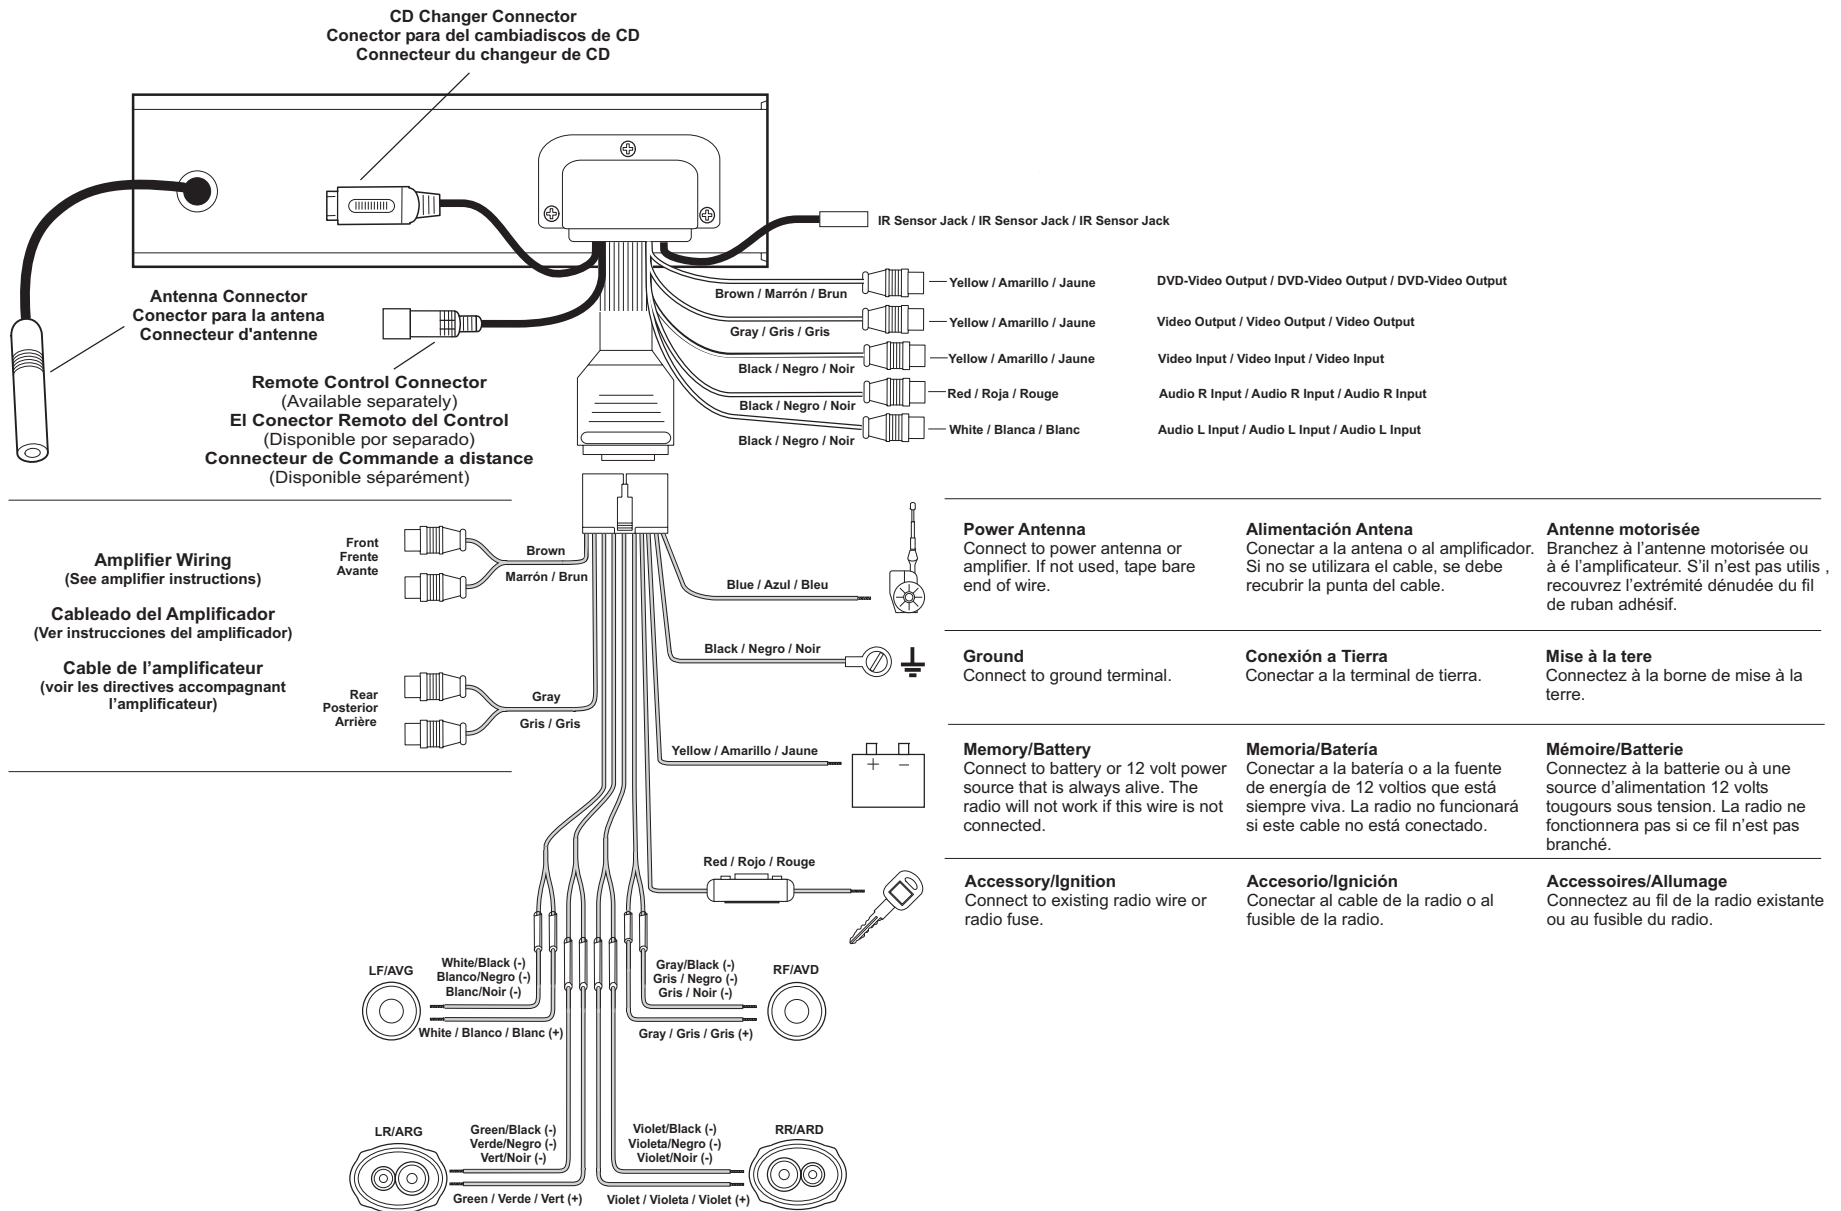 CD Changer Connector
Conector para del cambiadiscos de CD
Connecteur du changeur de CD
IR Sensor Jack / IR Sensor Jack / IR Sensor Jack
Antenna Connector
Conector para la antena
Connecteur d'antenne
Brown / Marrón / Brun
Yellow / Amarillo / Jaune
DVD-Video Output / DVD-Video Output / DVD-Video Output
Gray / Gris / Gris
Yellow / Amarillo / Jaune
Video Output / Video Output / Video Output
Black / Negro / Noir
Yellow / Amarillo / Jaune
Video Input / Video Input / Video Input
Black / Negro / Noir
Red / Roja / Rouge
Audio R Input / Audio R Input / Audio R Input
Black / Negro / Noir
White / Blanca / Blanc
Audio L Input / Audio L Input / Audio L Input
Remote Control Connector
(Available separately)
El Conector Remoto del Control
(Disponible por separado)
Connecteur de Commande a distance
(Disponible séparément)
Amplifier Wiring
(See amplifier instructions)
Cableado del Amplificador
(Ver instrucciones del amplificador)
Cable de l’amplificateur
(voir les directives accompagnant
l’amplificateur)
Front
Frente
Avante
Brown
Marrón / Brun
Rear
Posterior
Arrière
Gray
Gris / Gris
Blue / Azul / Bleu
Power Antenna
Connect to power antenna or
amplifier. If not used, tape bare
end of wire.
Alimentación Antena
Conectar a la antena o al amplificador.
Si no se utilizara el cable, se debe
recubrir la punta del cable.
Antenne motorisée
Branchez à l’antenne motorisée ou
à é l’amplificateur. S’il n’est pas utilis ,
recouvrez l’extrémité dénudée du fil
de ruban adhésif.
Black / Negro / Noir
Ground
Connect to ground terminal.
Conexión a Tierra
Conectar a la terminal de tierra.
Mise à la tere
Connectez à la borne de mise à la
terre.
Yellow / Amarillo / Jaune
+ −
Memory/Battery
Connect to battery or 12 volt power
source that is always alive. The
radio will not work if this wire is not
connected.
Memoria/Batería
Conectar a la batería o a la fuente
de energía de 12 voltios que está
siempre viva. La radio no funcionará
si este cable no está conectado.
Mémoire/Batterie
Connectez à la batterie ou à une
source d’alimentation 12 volts
tougours sous tension. La radio ne
fonctionnera pas si ce fil n’est pas
branché.
Red / Rojo / Rouge
Accessory/Ignition
Connect to existing radio wire or
radio fuse.
Accesorio/Ignición
Conectar al cable de la radio o al
fusible de la radio.
Accessoires/Allumage
Connectez au fil de la radio existante
ou au fusible du radio.
LF/AVG
White/Black (-)
Blanco/Negro (-)
Blanc/Noir (-)
White / Blanco / Blanc (+)
Gray/Black (-)
Gris / Negro (-)
Gris / Noir (-)
Gray / Gris / Gris (+)
RF/AVD
LR/ARG
Green/Black (-)
Verde/Negro (-)
Vert/Noir (-)
Green / Verde / Vert (+)
Violet/Black (-)
Violeta/Negro (-)
Violet/Noir (-)
Violet / Violeta / Violet (+)
RR/ARD